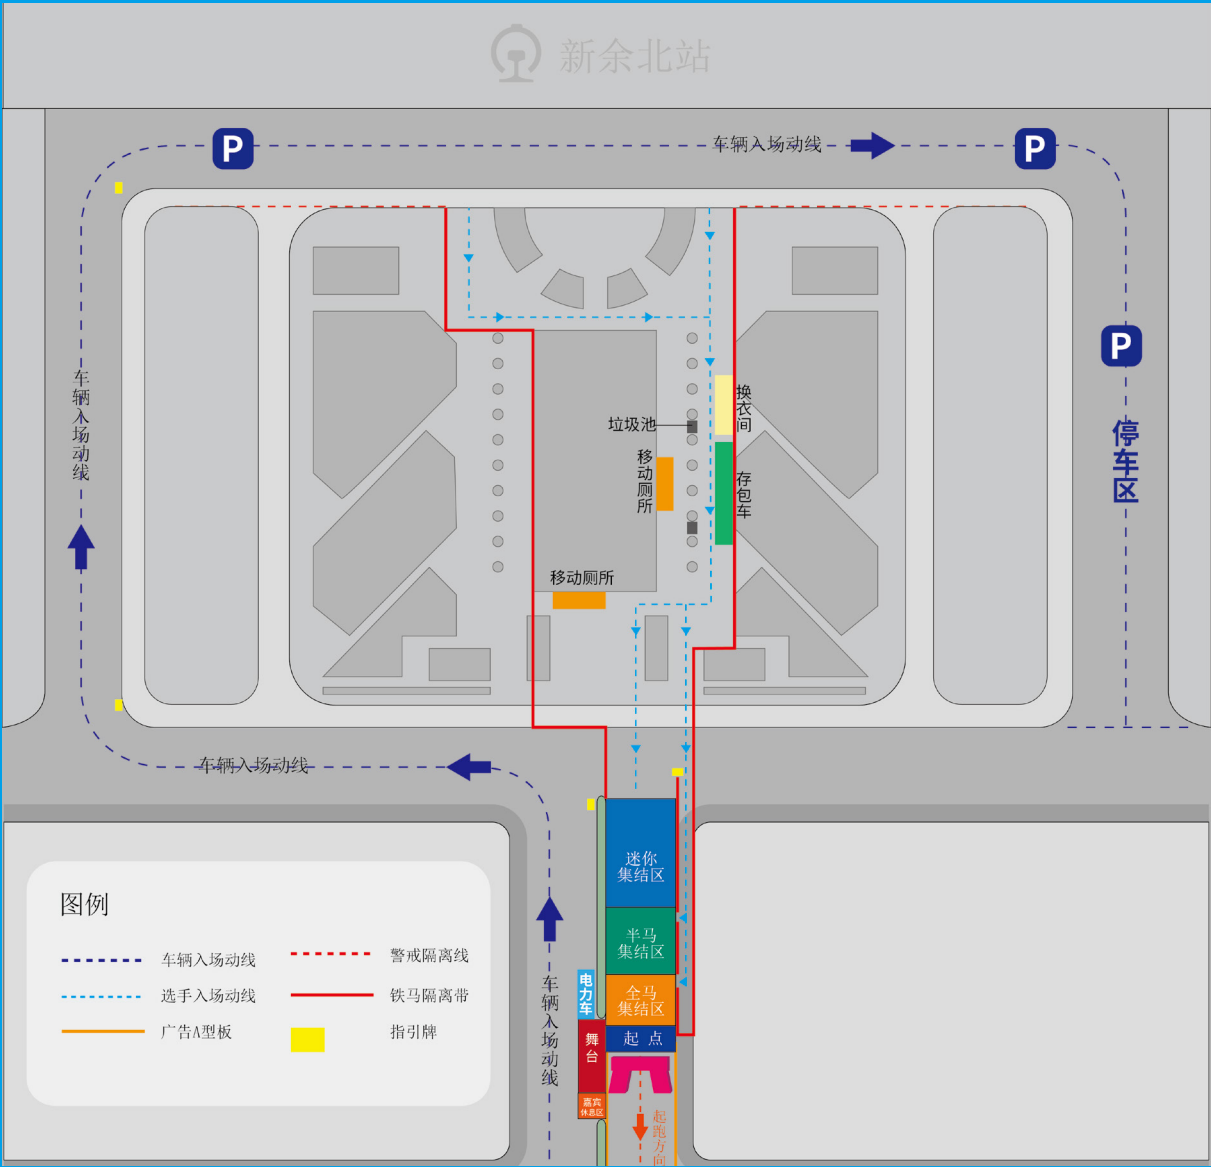 新余北站
P
车辆入场动线
P
P
停车区
车辆入场动线
换衣间
垃圾池
移动厕所
存包车
移动厕所
车辆入场动线
迷你
集结区
半马
集结区
电力车
全马
集结区
起 点
舞台
嘉宾
休息区
车辆入场动线
起跑方向
图例
车辆入场动线
选手入场动线
广告A型板
警戒隔离线
铁马隔离带
指引牌